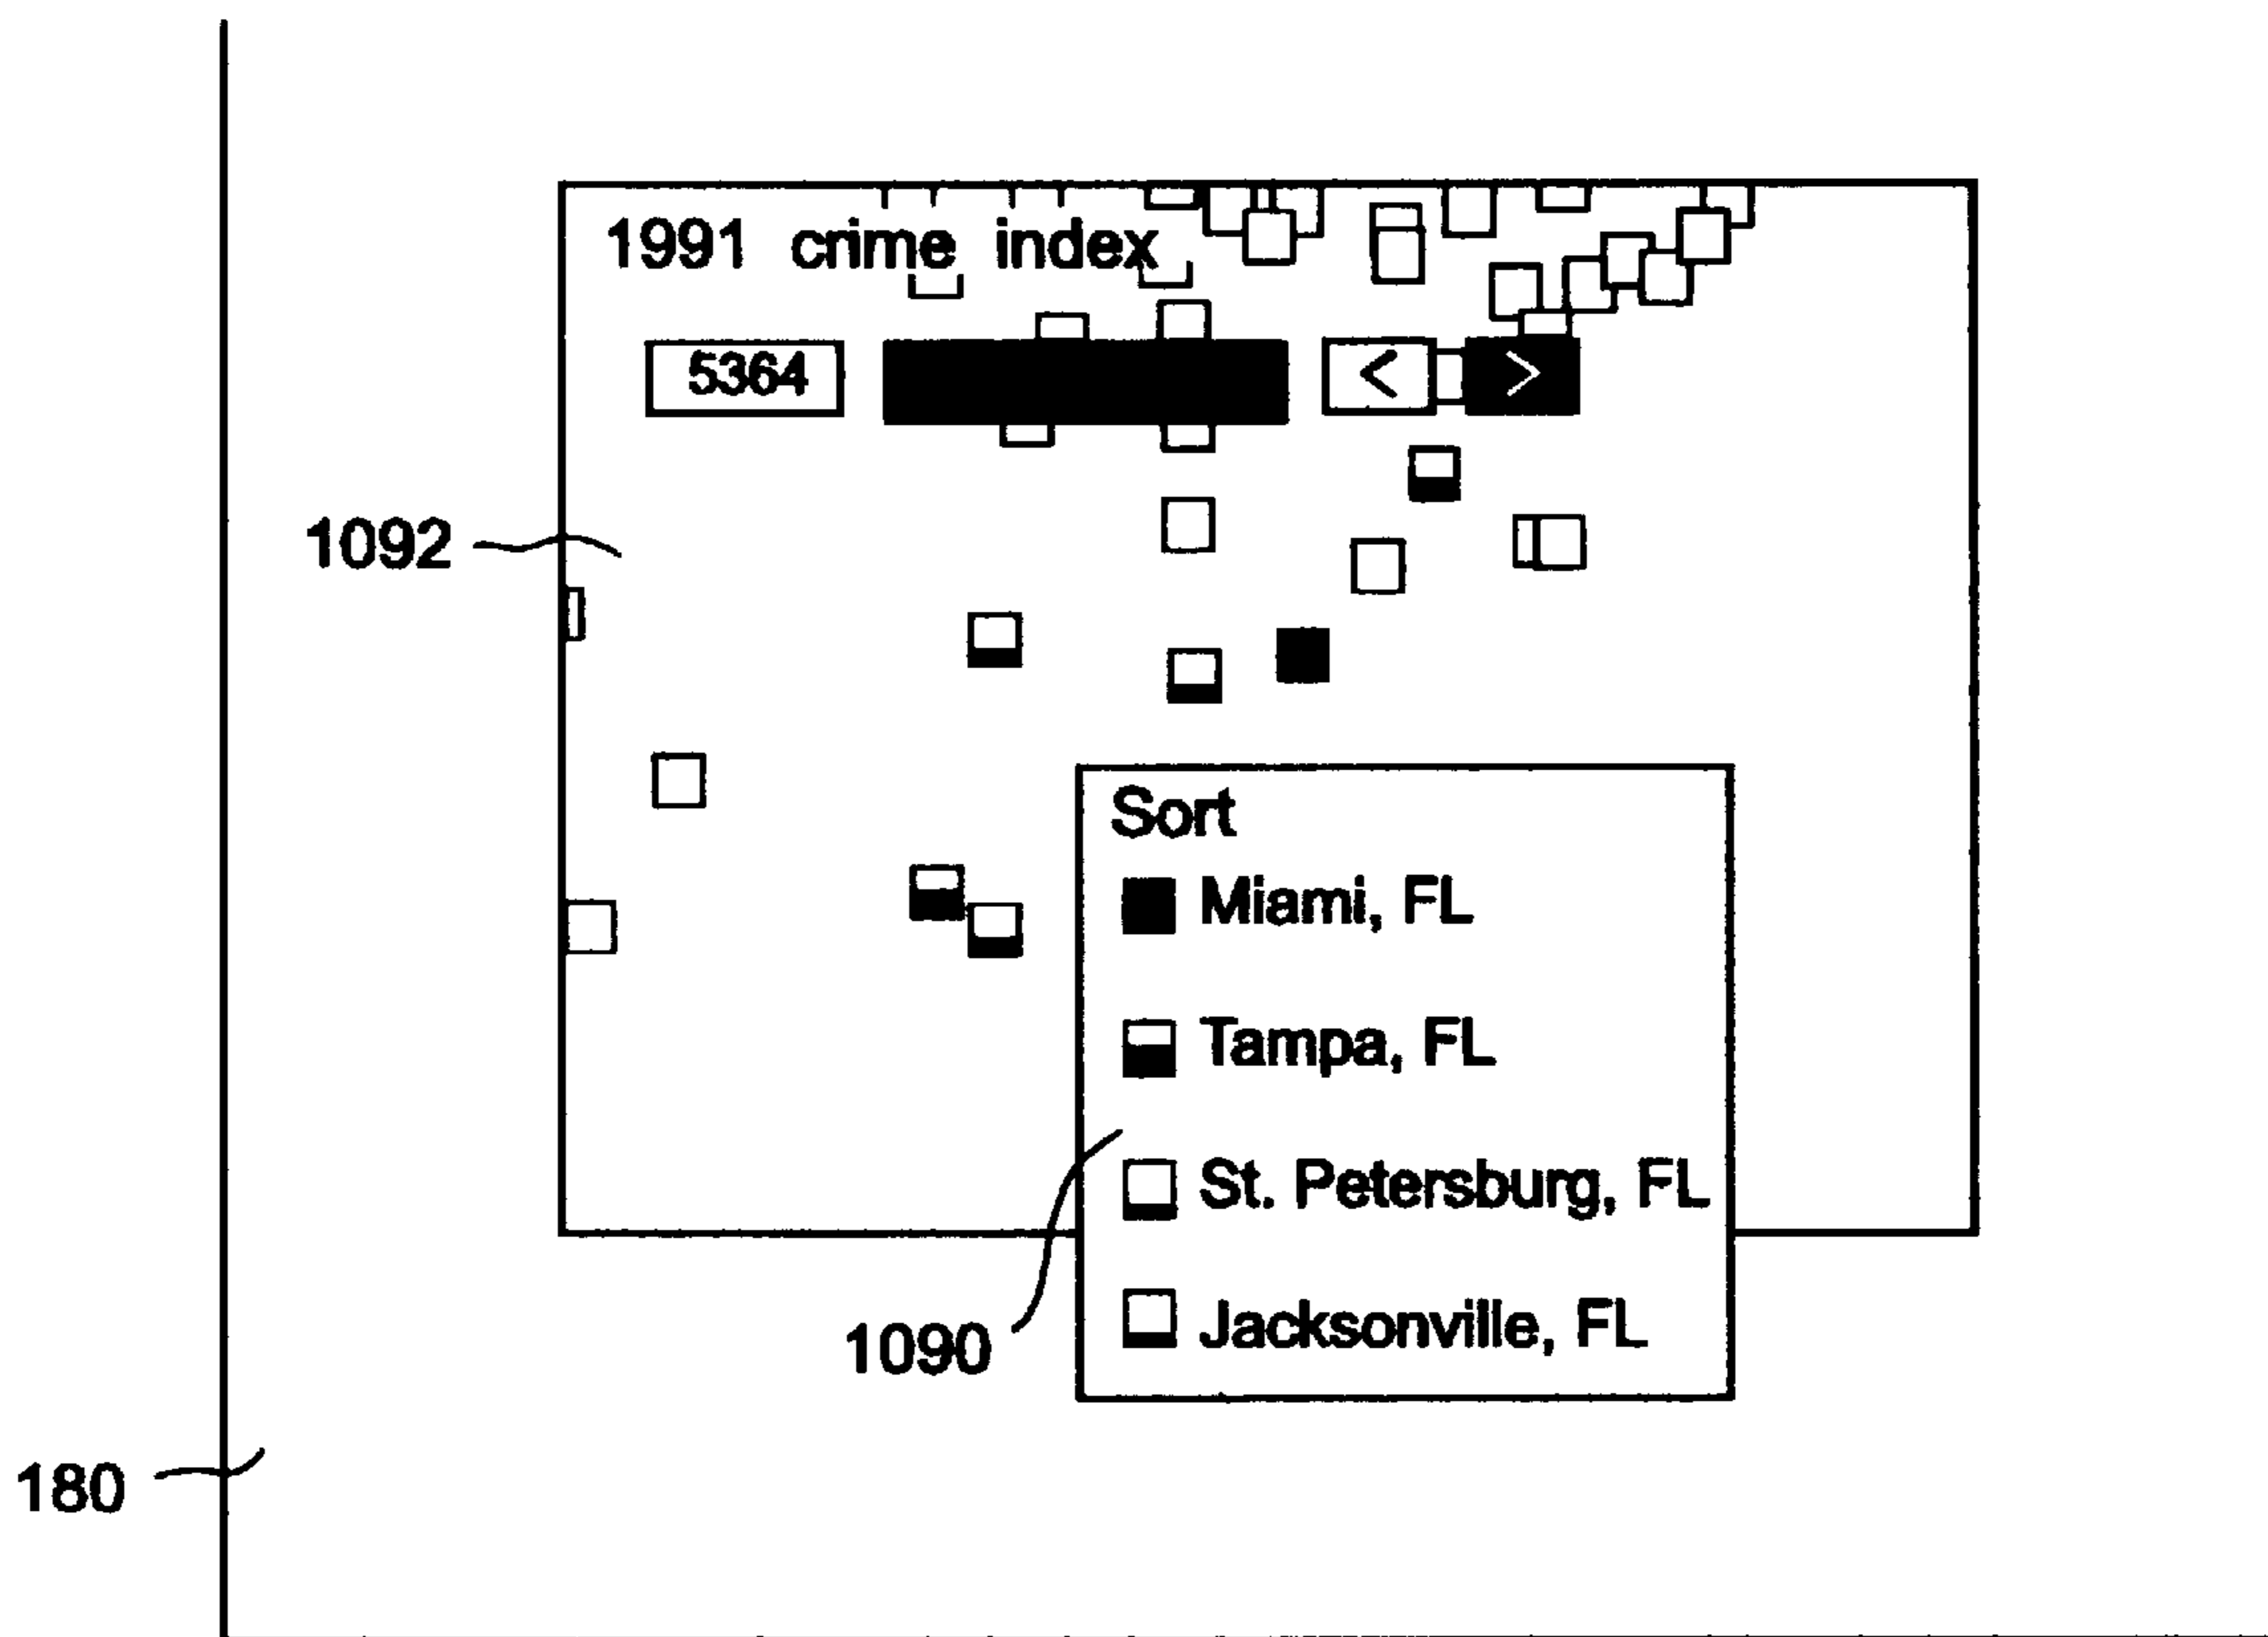 1991 crime index
5364 < >
1092
Sort
Miami, FL
Tampa, FL
St. Petersburg, FL
Jacksonville, FL
1090
180